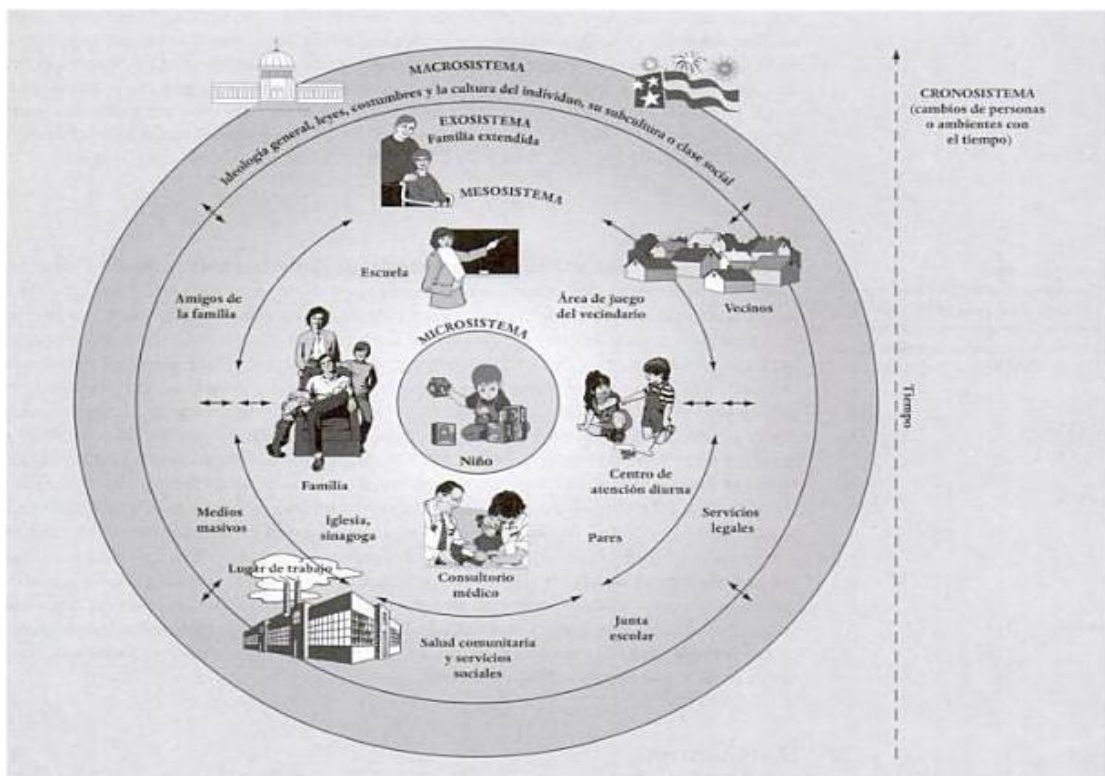 MACROSISTEMA
Ideología general, leyes, costumbres y la cultura del individuo, su subcultura o clase social
CRONOSISTEMA
(cambios de personas
o ambientes con
el tiempo)
EXOSISTEMA
Familia extendida
MESOSISTEMA
Escuela
Amigos de
la familia
Área de juego
del vecindario
Vecinos
MICROSISTEMA
Niño
Tiempo
Familia
Centro de
atención diurna
Medios
masivos
Iglesia,
sinagoga
Pares
Servicios
legales
Lugar de trabajo
Consultorio
médico
Junta
escolar
Salud comunitaria
y servicios
sociales